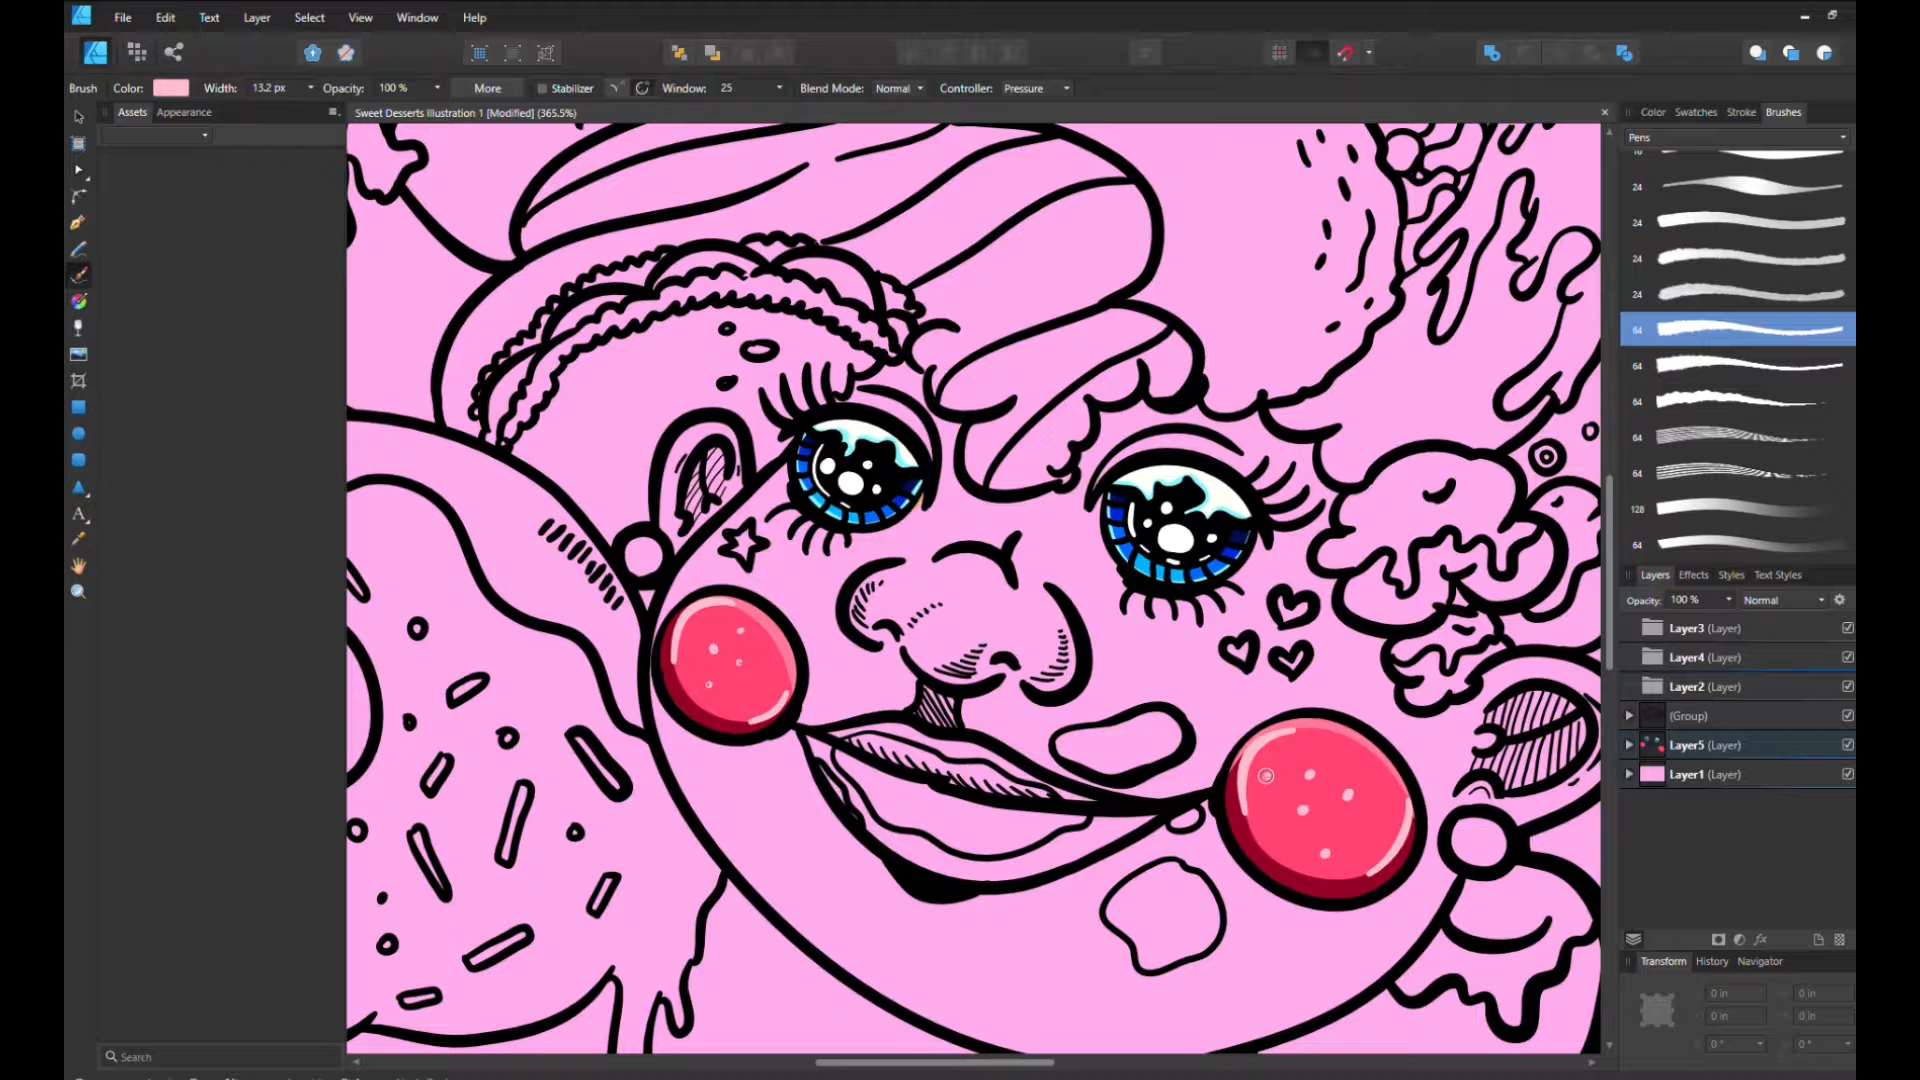 File Edit Text Layer Select View Window Help
Brush Color: Width: 13.2 px Opacity: 100 % More Stabilizer Window: 25 Blend Mode: Normal Controller: Pressure
Assets Appearance
Sweet Desserts Illustration 1 [Modified] (365.5%)
Color Swatches Stroke Brushes
Pens
24
24
24
24
64
64
64
64
64
128
64
Layers Effects Styles Text Styles
Opacity: 100 % Normal
Layer3 (Layer)
Layer4 (Layer)
Layer2 (Layer)
(Group)
Layer5 (Layer)
Layer1 (Layer)
Transform History Navigator
0 in 0 in
0 in 0 in
0 ° 0 °
Search